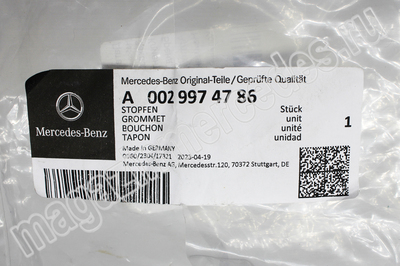 Mercedes-Benz Original-Teile/Geprüfte Qualität
A 002 997 47 86
STOPFEN Stück
GROMMET unit
BOUCHON unité 1
TAPON unidad
Made in GERMANY
2023-04-19
Mercedes-Benz AG, Mercedesstr.120, 70372 Stuttgart, DE
Mercedes-Benz